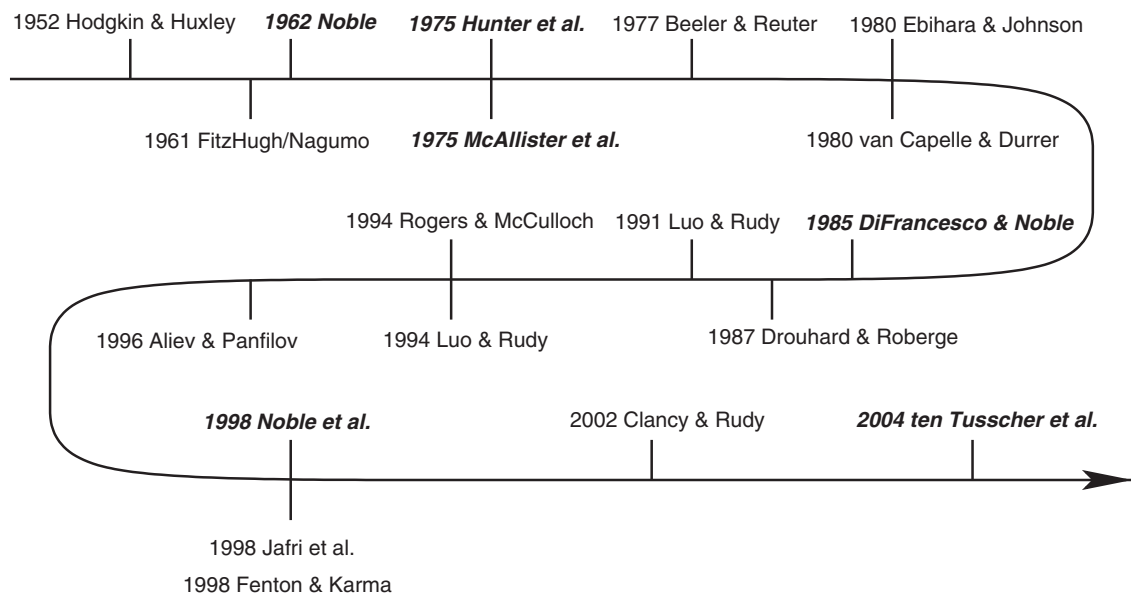 1952 Hodgkin & Huxley
1962 Noble
1975 Hunter et al.
1977 Beeler & Reuter
1980 Ebihara & Johnson
1961 FitzHugh/Nagumo
1975 McAllister et al.
1980 van Capelle & Durrer
1994 Rogers & McCulloch
1991 Luo & Rudy
1985 DiFrancesco & Noble
1996 Aliev & Panfilov
1994 Luo & Rudy
1987 Drouhard & Roberge
1998 Noble et al.
2002 Clancy & Rudy
2004 ten Tusscher et al.
1998 Jafri et al.
1998 Fenton & Karma